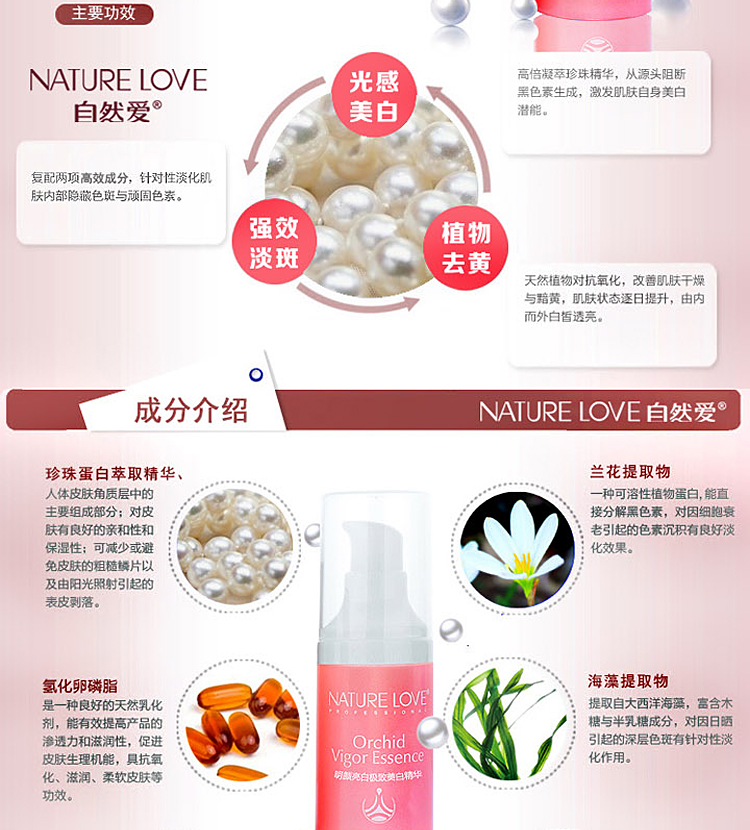 主要功效
NATURE LOVE
自然爱®
光感
美白
高倍凝萃珍珠精华，从源头阻断
黑色素生成，激发肌肤自身美白
潜能。
复配两项高效成分，针对性淡化肌
肤内部隐藏色斑与顽固色素。
强效
淡斑
植物
去黄
天然植物对抗氧化，改善肌肤干燥
与黯黄，肌肤状态逐日提升，由内
而外白皙透亮。
成分介绍
NATURE LOVE 自然爱®
珍珠蛋白萃取精华、
人体皮肤角质层中的
主要组成部分；对皮
肤有良好的亲和性和
保湿性；可减少或避
免皮肤的粗糙鳞片以
及由阳光照射引起的
表皮剥落。
兰花提取物
一种可溶性植物蛋白,能直
接分解黑色素，对因细胞衰
老引起的色素沉积有良好淡
化效果。
氢化卵磷脂
是一种良好的天然乳化
剂，能有效提高产品的
渗透力和滋润性，促进
皮肤生理机能，具抗氧
化、滋润、柔软皮肤等
功效。
海藻提取物
提取自大西洋海藻，富含木
糖与半乳糖成分，对因日晒
引起的深层色斑有针对性淡
化作用。
NATURE LOVE®
PROFESSIONAL
Orchid
Vigor Essence
明颜亮白极致美白精华